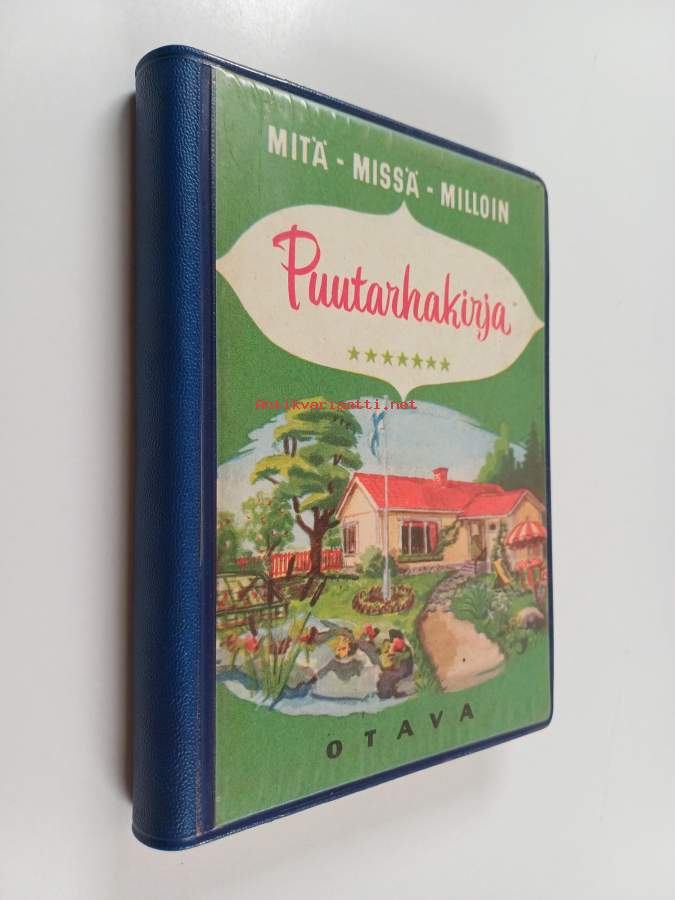 MITÄ - MISSÄ - MILLOIN
Puutarhakirja
Antikvariaatti.net
OTAVA